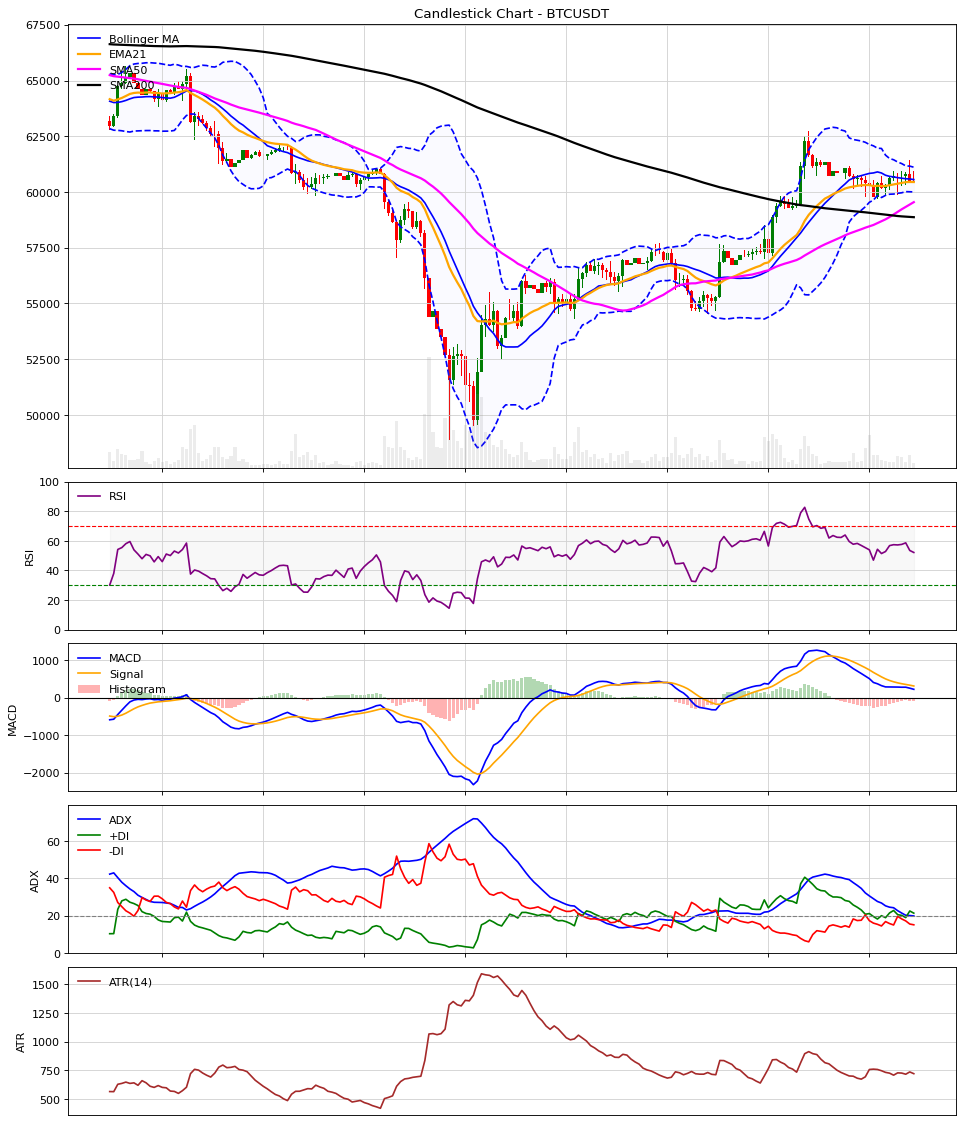 Candlestick Chart - BTCUSDT
67500
65000
62500
60000
57500
55000
52500
50000
Bollinger MA
EMA21
SMA50
SMA200
100
80
60
40
20
0
RSI
RSI
1000
0
−1000
−2000
MACD
MACD
Signal
Histogram
60
40
20
0
ADX
ADX
+DI
-DI
1500
1250
1000
750
500
ATR
ATR(14)